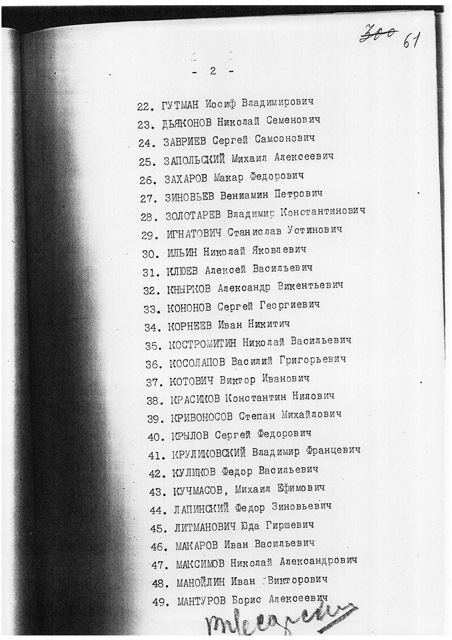 300 61
- 2 -
22. ГУТМАН Иосиф Владимирович
23. ДЬЯКОНОВ Николай Семенович
24. ЗАВРИЕВ Сергей Самсонович
25. ЗАПОЛЬСКИЙ Михаил Алексеевич
26. ЗАХАРОВ Макар Федорович
27. ЗИНОВЬЕВ Вениамин Петрович
28. ЗОЛОТАРЕВ Владимир Константинович
29. ИГНАТОВИЧ Станислав Устинович
30. ИЛЬИН Николай Яковлевич
31. КЛЮЕВ Алексей Васильевич
32. КНЫРКОВ Александр Викентьевич
33. КОНОНОВ Сергей Георгиевич
34. КОРНЕЕВ Иван Никитич
35. КОСТРОМИТИН Николай Васильевич
36. КОСОЛАПОВ Василий Григорьевич
37. КОТОВИЧ Виктор Иванович
38. КРАСИКОВ Константин Нилович
39. КРИВОНОСОВ Степан Михайлович
40. КРЫЛОВ Сергей Федорович
41. КРУЛИКОВСКИЙ Владимир Францевич
42. КУЛИКОВ Федор Васильевич
43. КУЧМАСОВ, Михаил Ефимович
44. ЛАПИНСКИЙ Федор Зиновьевич
45. ЛИТМАНОВИЧ Юда Гиршевич
46. МАКАРОВ Иван Васильевич
47. МАКСИМОВ Николай Александрович
48. МАНОЙЛИН Иван Викторович
49. МАНТУРОВ Борис Алексеевич